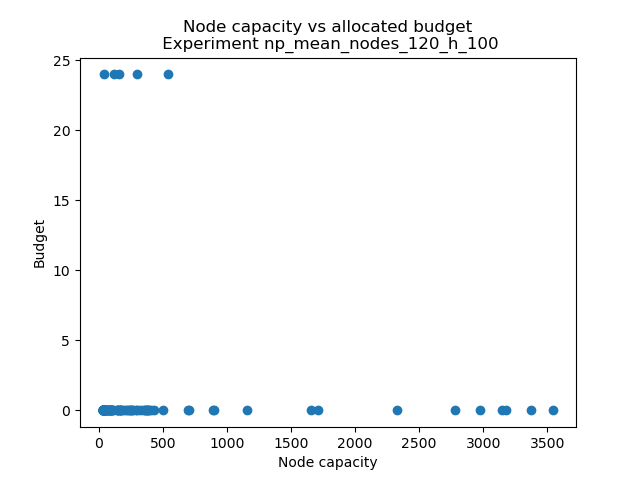 Node capacity vs allocated budget
Experiment np_mean_nodes_120_h_100
25
20
15
10
5
0
Budget
0 500 1000 1500 2000 2500 3000 3500
Node capacity